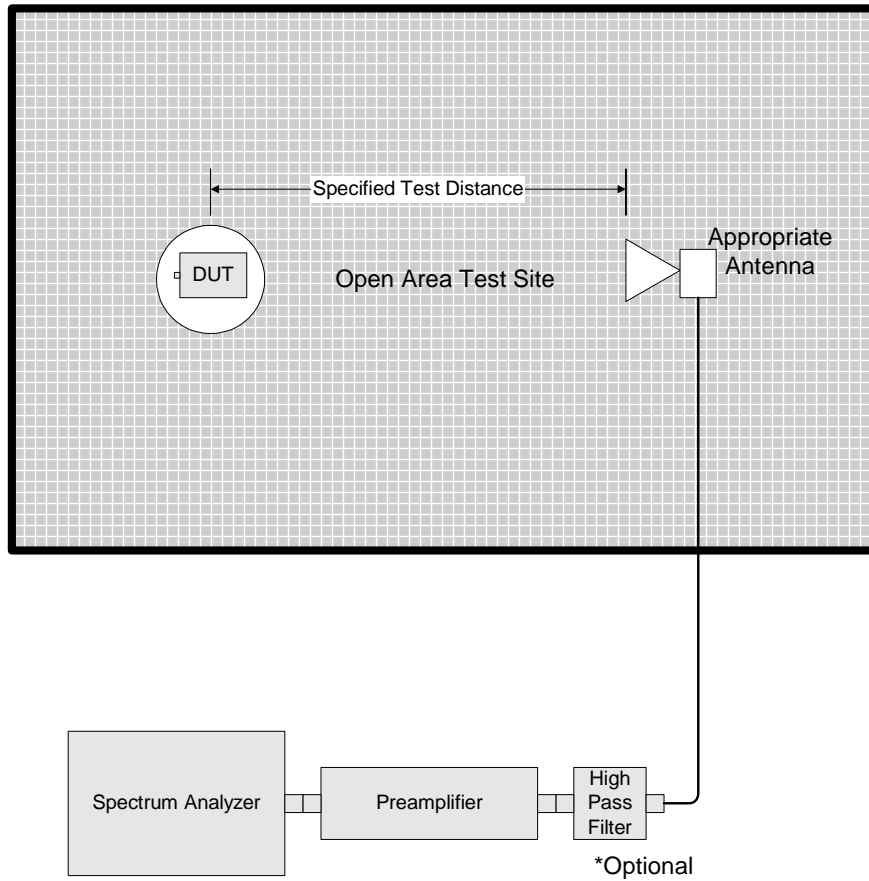 Specified Test Distance
DUT
Open Area Test Site
Appropriate
Antenna
Spectrum Analyzer
Preamplifier
High
Pass
Filter
*Optional